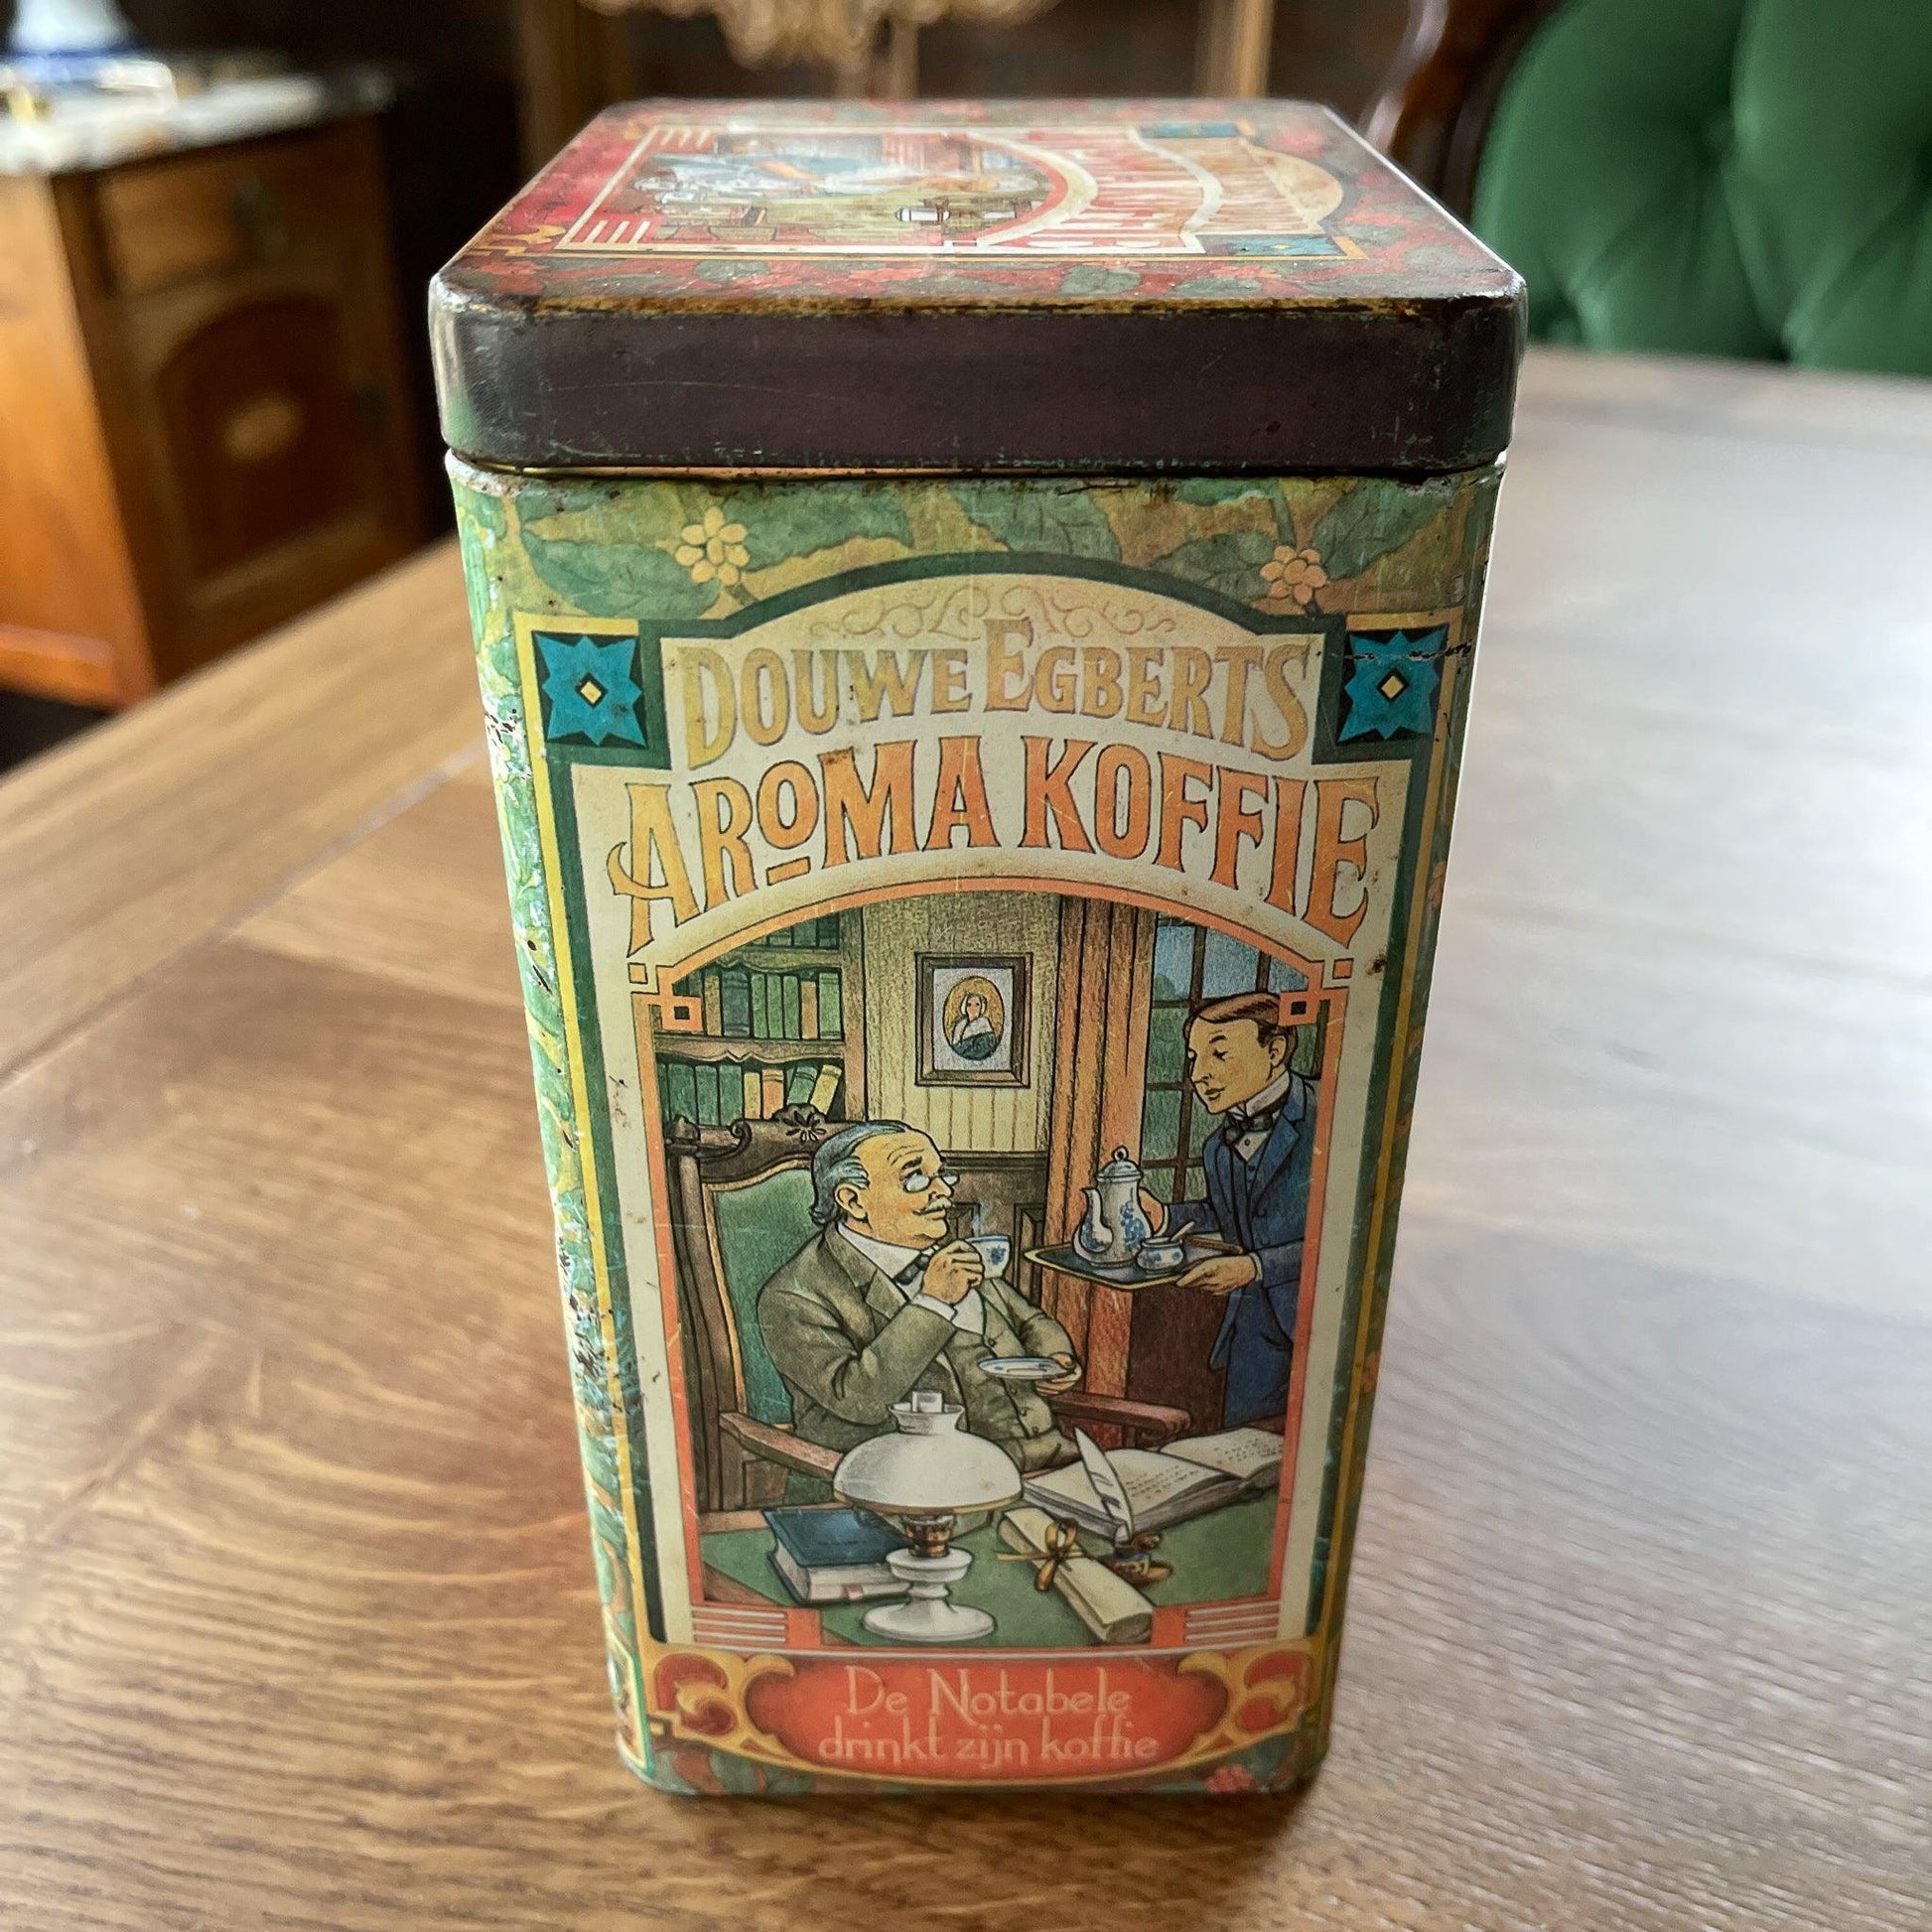 DOUWE EGBERTS
AROMA KOFFIE
De Notabele
drinkt zijn koffie